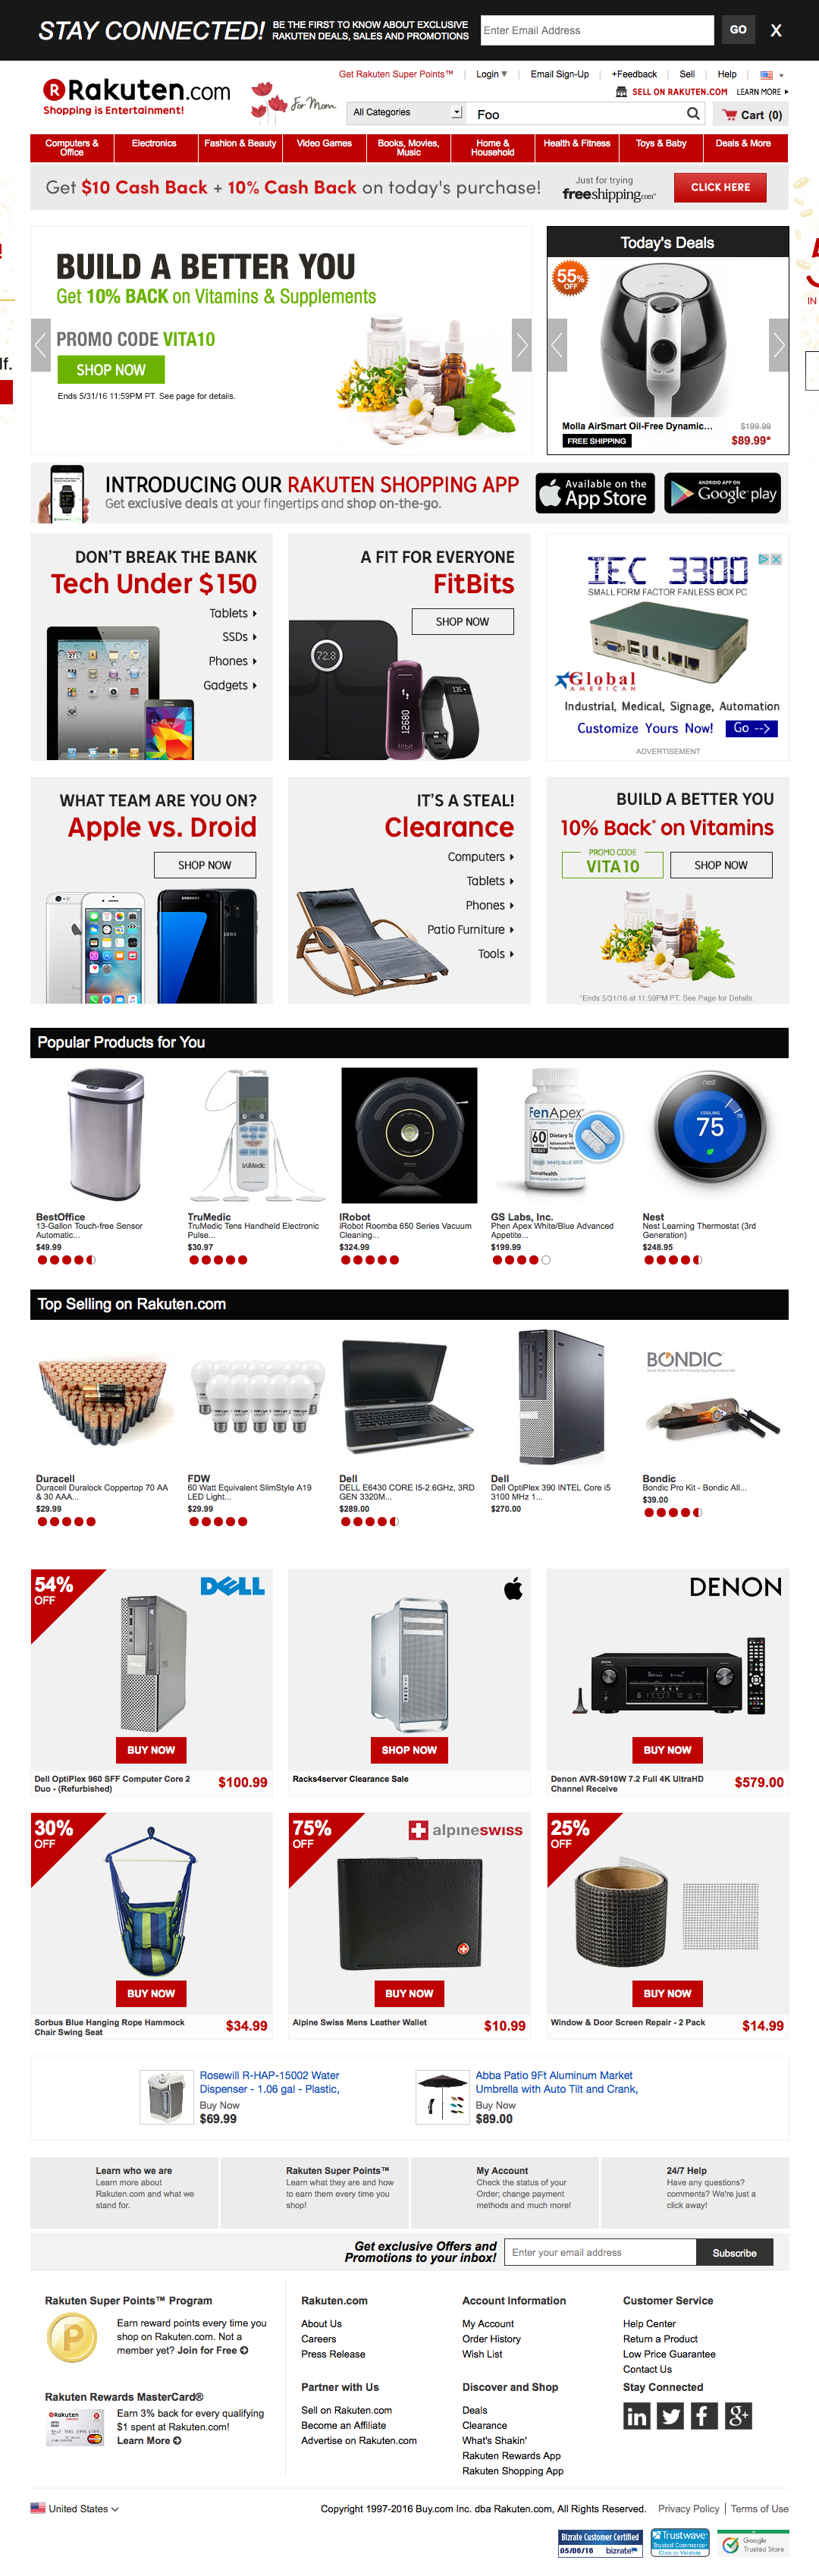 STAY CONNECTED! BE THE FIRST TO KNOW ABOUT EXCLUSIVE
RAKUTEN DEALS, SALES AND PROMOTIONS
Enter Email Address
GO
X
Get Rakuten Super Points™ Login Email Sign-Up +Feedback Sell Help
SELL ON RAKUTEN.COM LEARN MORE
Rakuten.com
Shopping is Entertainment!
For Mom
All Categories
Foo
Cart (0)
Computers & Office
Electronics
Fashion & Beauty
Video Games
Books, Movies, Music
Home & Household
Health & Fitness
Toys & Baby
Deals & More
Get $10 Cash Back + 10% Cash Back on today's purchase!
Just for trying
freeshipping.com
CLICK HERE
BUILD A BETTER YOU
Get 10% BACK on Vitamins & Supplements
PROMO CODE VITA10
SHOP NOW
Ends 5/31/16 11:59PM PT. See page for details.
Today's Deals
55% OFF
Molla AirSmart Oil-Free Dynamic... $199.99
FREE SHIPPING $89.99*
lf.
IN
INTRODUCING OUR RAKUTEN SHOPPING APP
Get exclusive deals at your fingertips and shop on-the-go.
Available on the
App Store
ANDROID APP ON
Google play
DON'T BREAK THE BANK
Tech Under $150
Tablets
SSDs
Phones
Gadgets
A FIT FOR EVERYONE
FitBits
SHOP NOW
72.8
12680
fitbit
135
IEC 3300
SMALL FORM FACTOR FANLESS BOX PC
Global
AMERICAN
Industrial, Medical, Signage, Automation
Customize Yours Now! Go -->
ADVERTISEMENT
WHAT TEAM ARE YOU ON?
Apple vs. Droid
SHOP NOW
SAMSUNG
IT'S A STEAL!
Clearance
Computers
Tablets
Phones
Patio Furniture
Tools
BUILD A BETTER YOU
10% Back* on Vitamins
PROMO CODE
VITA10
SHOP NOW
*Ends 5/31/16 at 11:59PM PT. See Page for Details.
Popular Products for You
truMedic
FenApex
60
Dietary
WHITE/BLUE SPECK
SutraHealth
nest
COOLING
75
BestOffice
13-Gallon Touch-free Sensor
Automatic...
$49.99
TruMedic
TruMedic Tens Handheld Electronic
Pulse...
$30.97
IRobot
iRobot Roomba 650 Series Vacuum
Cleaning...
$324.99
GS Labs, Inc.
Phen Apex White/Blue Advanced
Appetite...
$199.99
Nest
Nest Learning Thermostat (3rd
Generation)
$248.95
Top Selling on Rakuten.com
BONDIC
Duracell
Duracell Duralock Coppertop 70 AA
& 30 AAA...
$29.99
FDW
60 Watt Equivalent SlimStyle A19
LED Light...
$29.99
Dell
DELL E6430 CORE I5-2.6GHz, 3RD
GEN 3320M...
$289.00
Dell
Dell OptiPlex 390 INTEL Core i5
3100 MHz 1...
$270.00
Bondic
Bondic Pro Kit - Bondic All...
$39.00
54%
OFF
DELL
BUY NOW
Dell OptiPlex 960 SFF Computer Core 2
Duo - (Refurbished)
$100.99
SHOP NOW
Racks4server Clearance Sale
DENON
BUY NOW
Denon AVR-S910W 7.2 Full 4K UltraHD
Channel Receive
$579.00
30%
OFF
BUY NOW
Sorbus Blue Hanging Rope Hammock
Chair Swing Seat
$34.99
75%
OFF
alpineswiss
BUY NOW
Alpine Swiss Mens Leather Wallet
$10.99
25%
OFF
BUY NOW
Window & Door Screen Repair - 2 Pack
$14.99
Rosewill R-HAP-15002 Water
Dispenser - 1.06 gal - Plastic,
Buy Now
$69.99
Abba Patio 9Ft Aluminum Market
Umbrella with Auto Tilt and Crank,
Buy Now
$89.00
Learn who we are
Learn more about
Rakuten.com and what we
stand for.
Rakuten Super Points™
Learn what they are and how
to earn them every time you
shop!
My Account
Check the status of your
Order; change payment
methods and much more!
24/7 Help
Have any questions?
comments? We're just a
click away!
Get exclusive Offers and
Promotions to your inbox!
Enter your email address
Subscribe
Rakuten Super Points™ Program
P
Earn reward points every time you
shop on Rakuten.com. Not a
member yet? Join for Free
Rakuten Rewards MasterCard®
Rakuten
MasterCard
Earn 3% back for every qualifying
$1 spent at Rakuten.com!
Learn More
Rakuten.com
About Us
Careers
Press Release
Partner with Us
Sell on Rakuten.com
Become an Affiliate
Advertise on Rakuten.com
Account Information
My Account
Order History
Wish List
Discover and Shop
Deals
Clearance
What's Shakin'
Rakuten Rewards App
Rakuten Shopping App
Customer Service
Help Center
Return a Product
Low Price Guarantee
Contact Us
Stay Connected
in
f
g+
United States
Copyright 1997-2016 Buy.com Inc. dba Rakuten.com, All Rights Reserved. Privacy Policy | Terms of Use
Bizrate Customer Certified
05/06/16 bizrate
Trustwave
Trusted Commerce
Click to Validate
Google
Trusted Store